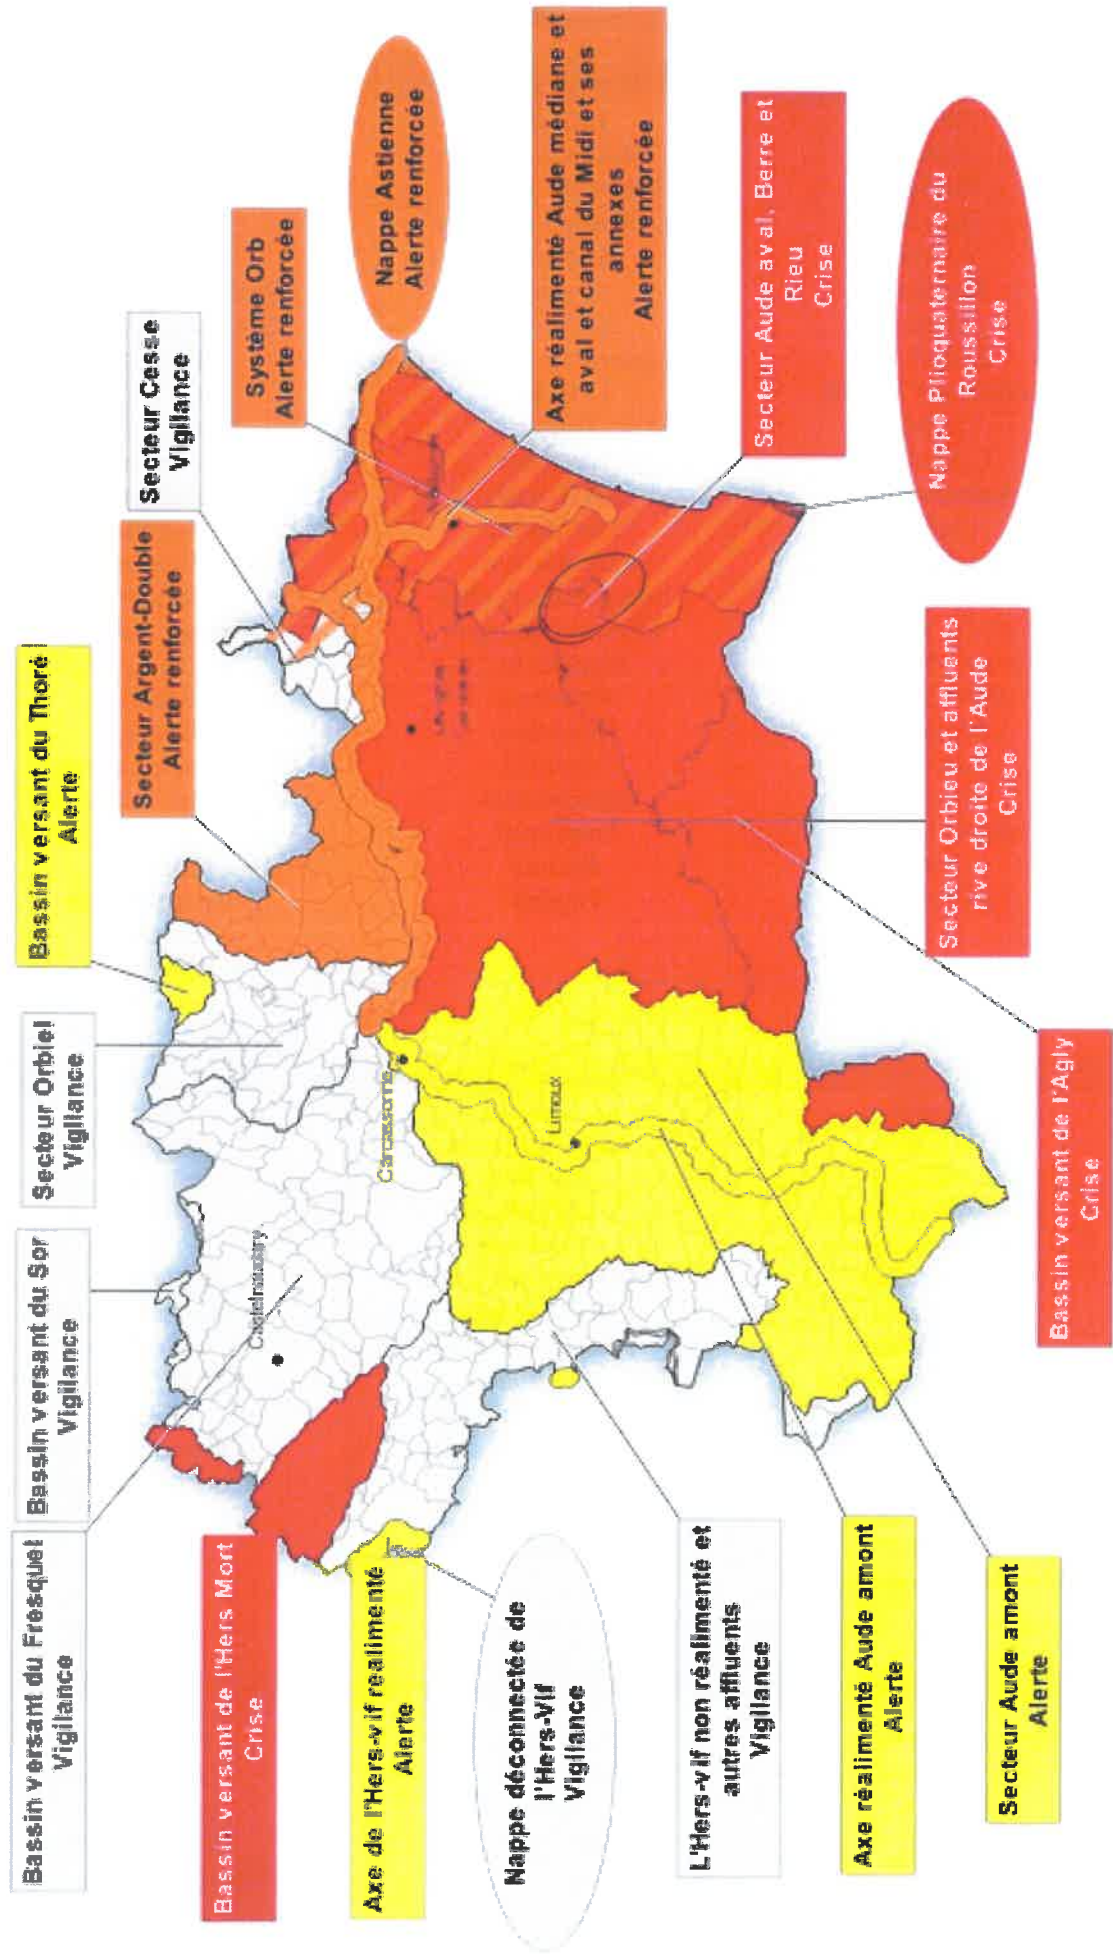 Bassin versant du Fresquel
Vigilance
Bassin versant du Sor
Vigilance
Secteur Orbiel
Vigilance
Bassin versant du Thoré
Alerte
Secteur Argent-Double
Alerte renforcée
Secteur Cesse
Vigilance
Système Orb
Alerte renforcée
Nappe Astienne
Alerte renforcée
Axe réalimenté Aude médiane et
aval et canal du Midi et ses
annexes
Alerte renforcée
Secteur Aude aval, Berre et
Rieu
Crise
Nappe Plioquaternaire du
Roussillon
Crise
Secteur Orbieu et affluents
rive droite de l'Aude
Crise
Bassin versant de l'Agly
Crise
Secteur Aude amont
Alerte
Axe réalimenté Aude amont
Alerte
L'Hers-vif non réalimenté et
autres affluents
Vigilance
Nappe déconnectée de
l'Hers-Vif
Vigilance
Axe de l'Hers-vif realimenté
Alerte
Bassin versant de l'Hers Mort
Crise
Castelnaudary
Carcassonne
Limoux